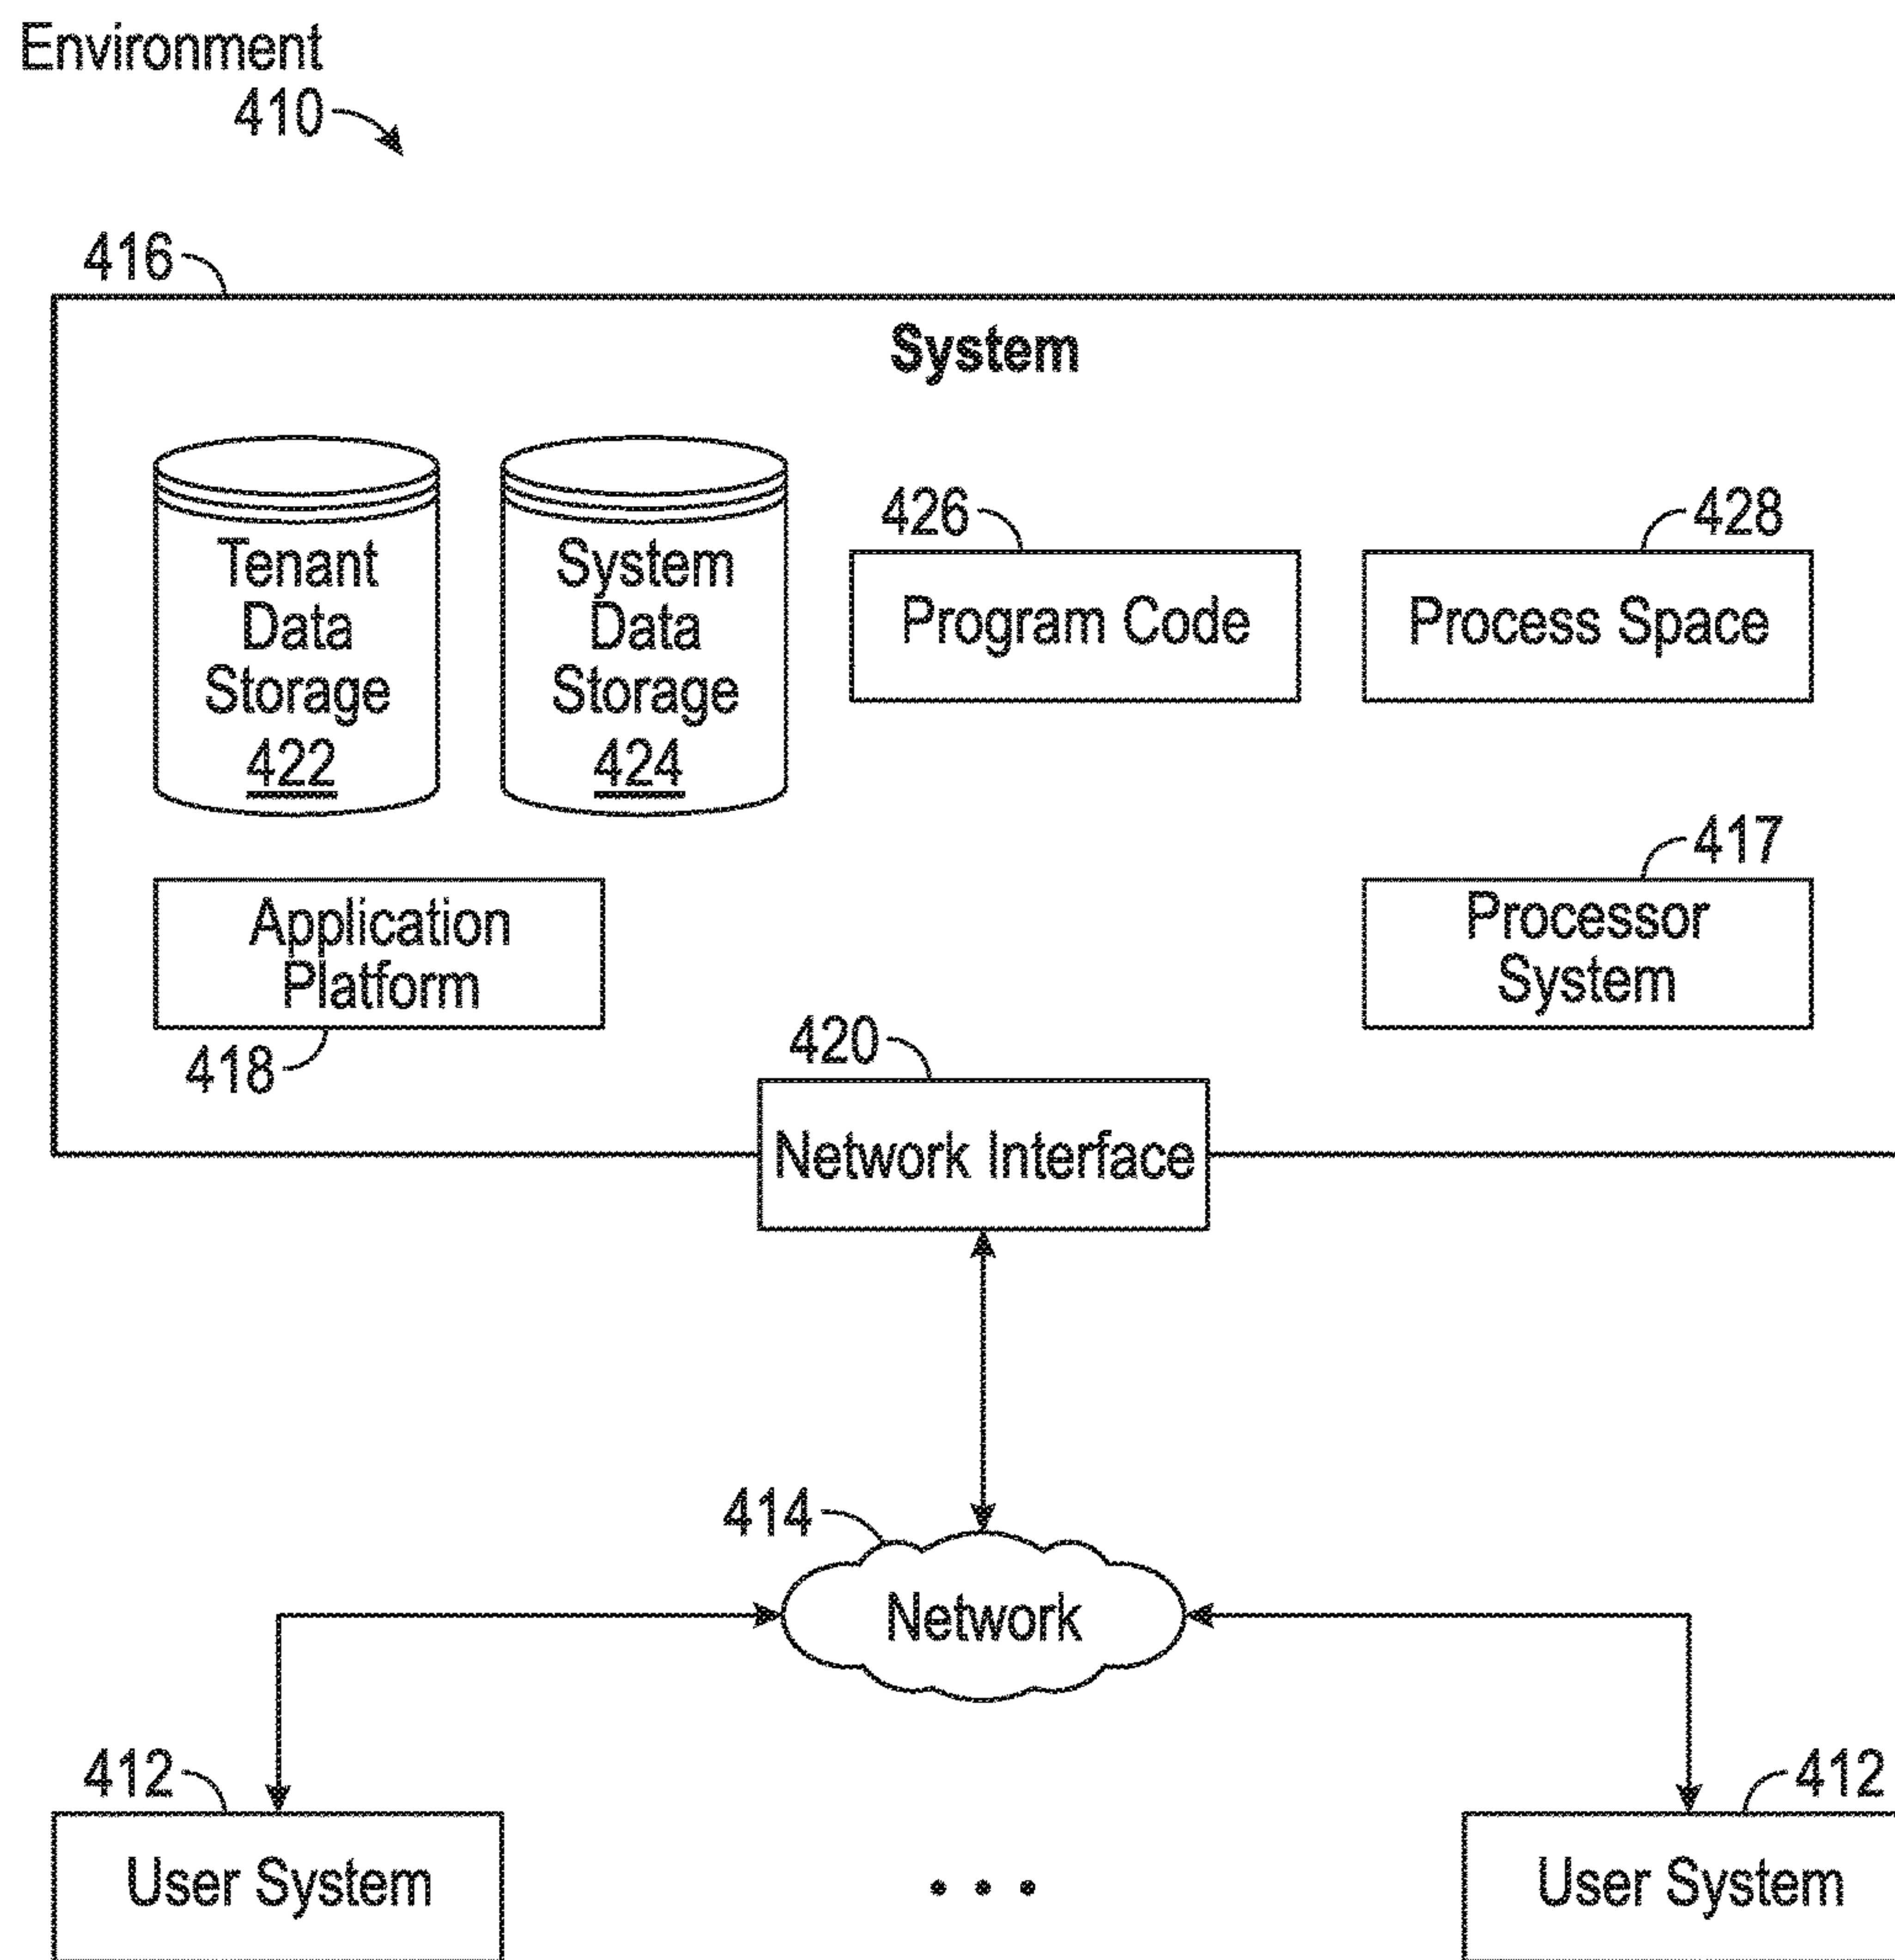 Environment
410
416
System
Tenant
Data
Storage
422
System
Data
Storage
424
426
Program Code
428
Process Space
417
Processor
System
Application
Platform
418
420
Network Interface
414
Network
412
User System
• • •
412
User System